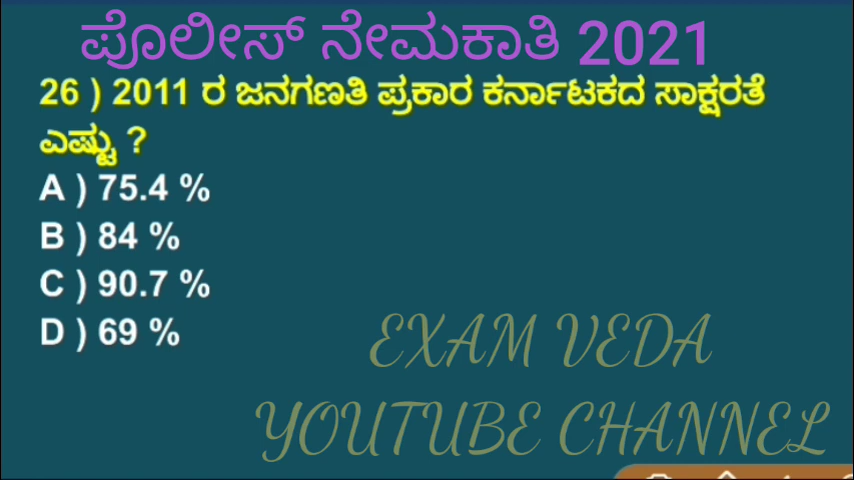 ಪೊಲೀಸ್ ನೇಮಕಾತಿ 2021
26 ) 2011 ರ ಜನಗಣತಿ ಪ್ರಕಾರ ಕರ್ನಾಟಕದ ಸಾಕ್ಷರತೆ
ಎಷ್ಟು ?
A ) 75.4 %
B ) 84 %
C ) 90.7 %
D ) 69 %
EXAM VEDA
YOUTUBE CHANNEL